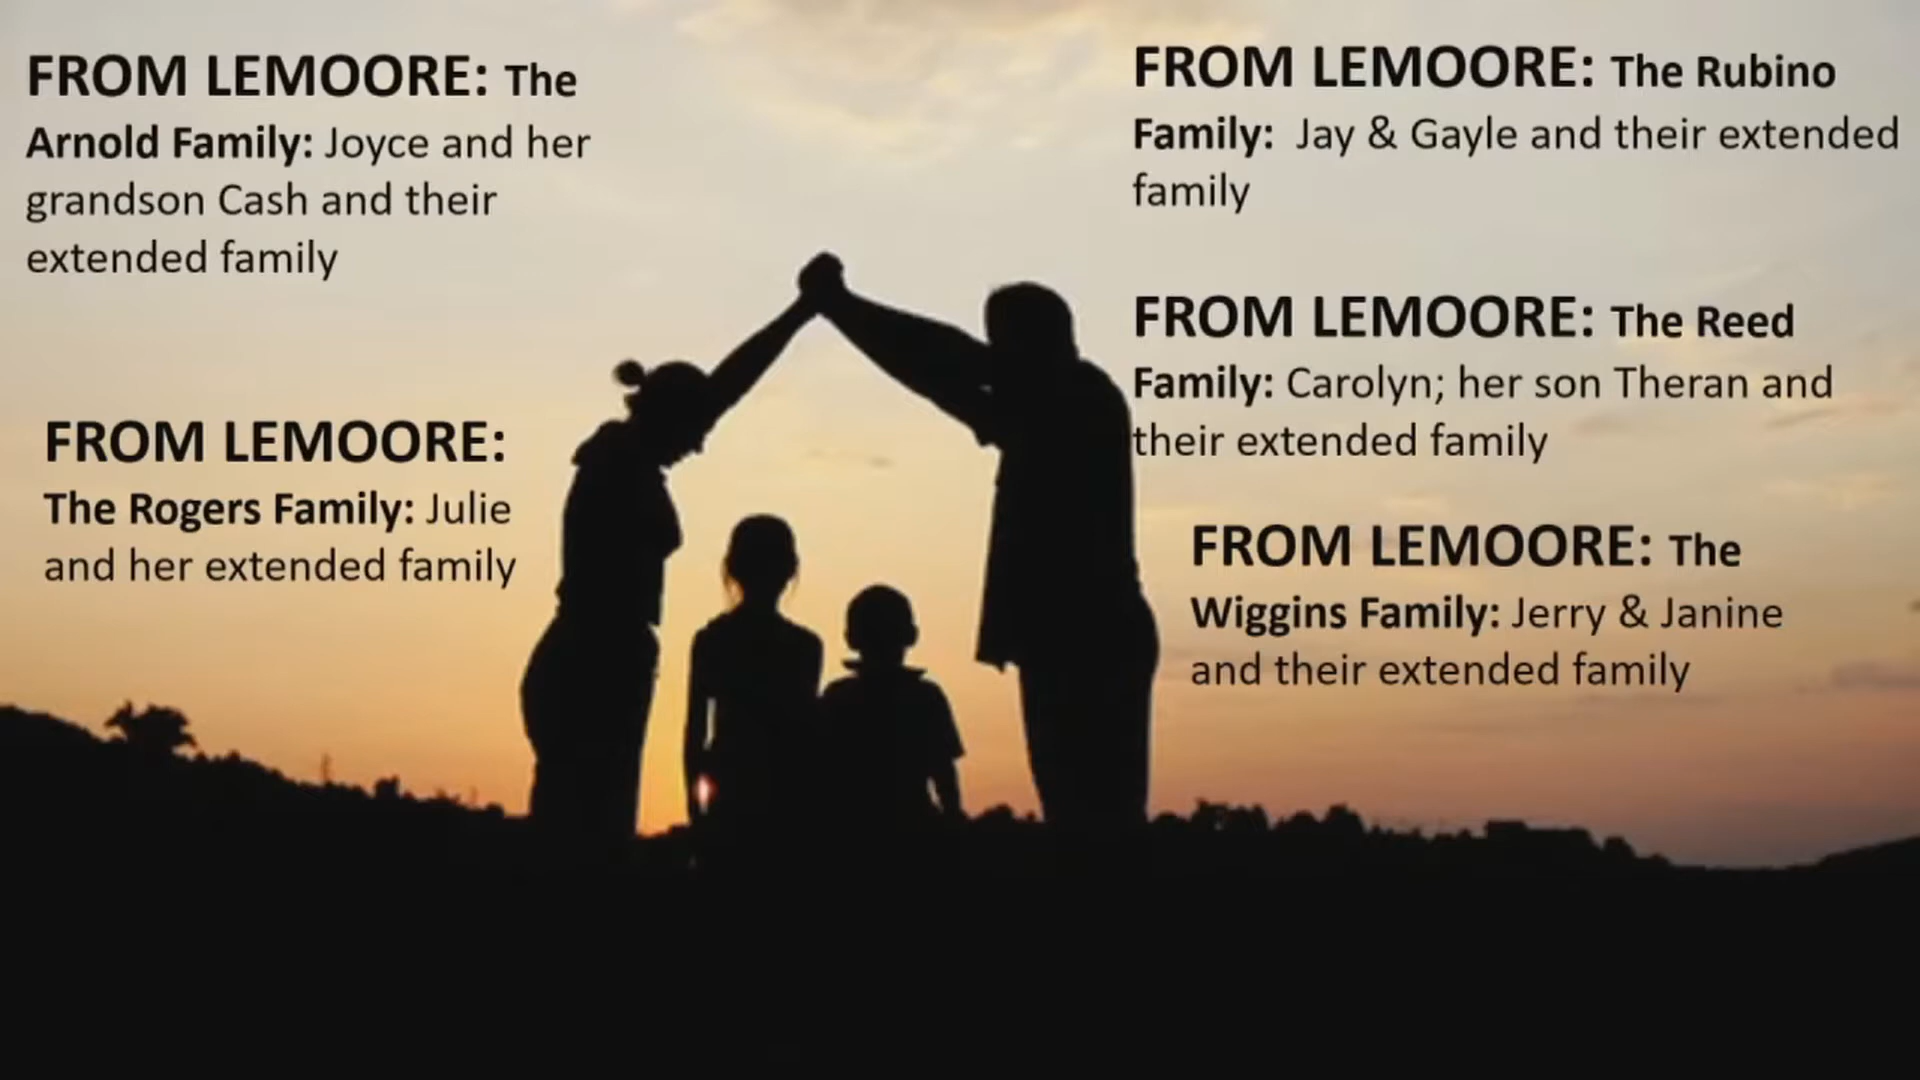 FROM LEMOORE: The
Arnold Family: Joyce and her
grandson Cash and their
extended family
FROM LEMOORE:
The Rogers Family: Julie
and her extended family
FROM LEMOORE: The Rubino
Family:  Jay & Gayle and their extended
family
FROM LEMOORE: The Reed
Family: Carolyn; her son Theran and
their extended family
FROM LEMOORE: The
Wiggins Family: Jerry & Janine
and their extended family